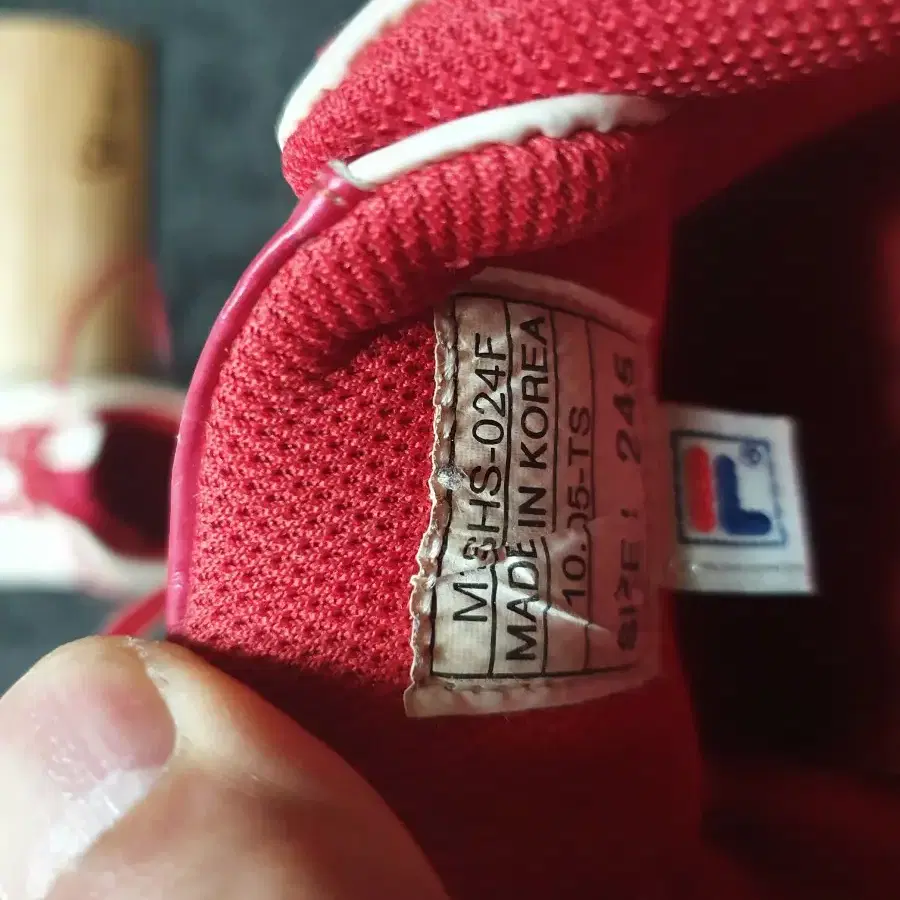 MADE IN KOREA
10.05-TS
SIZE : 245
F